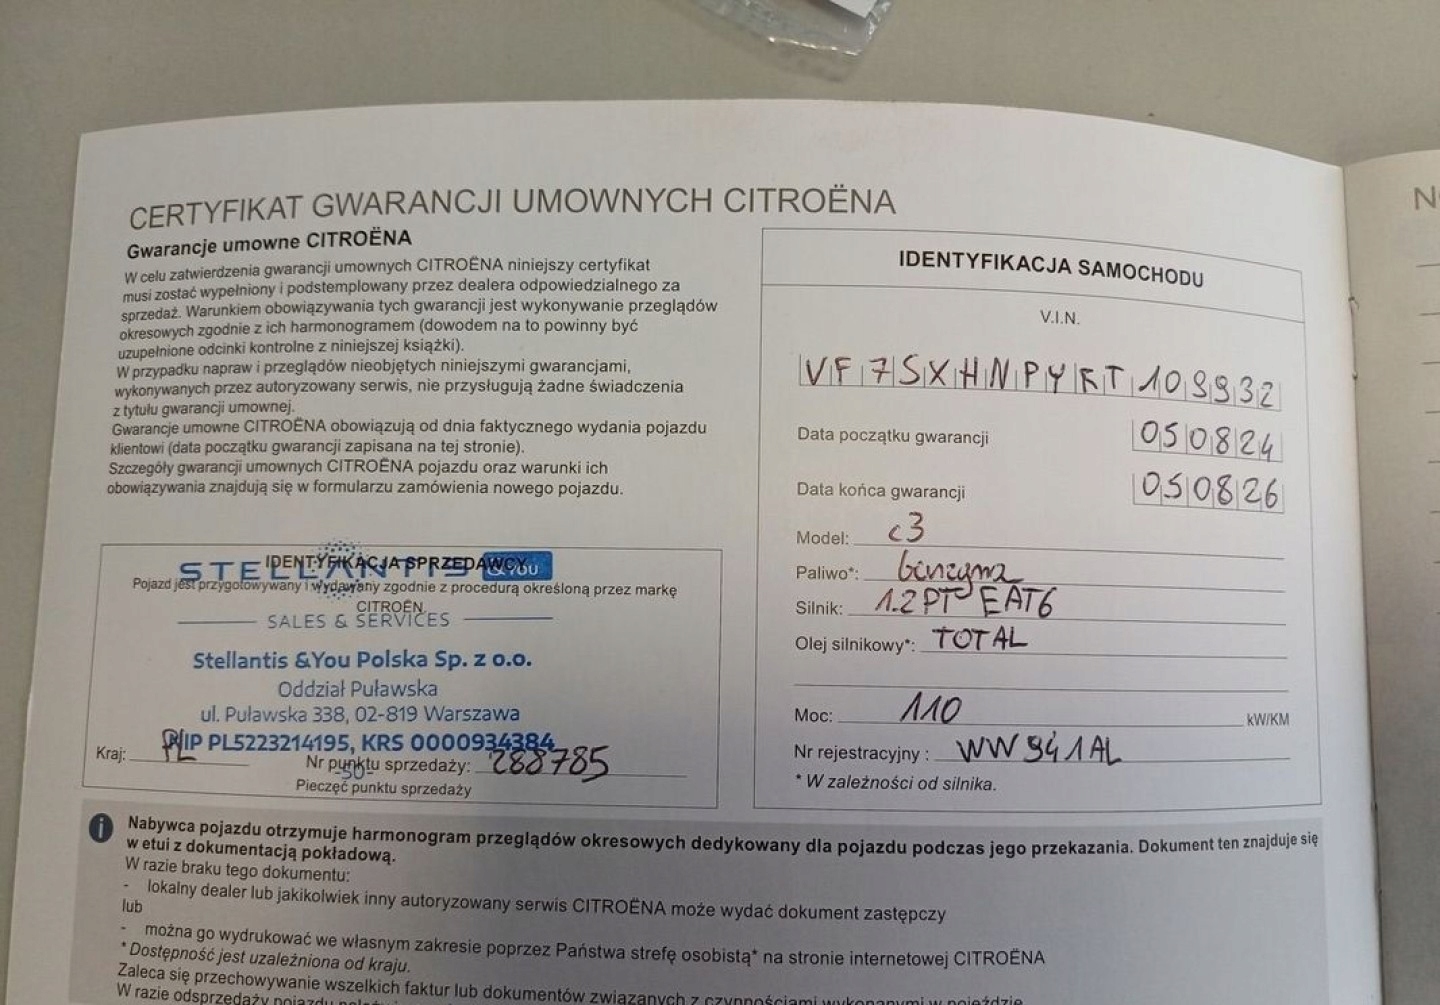 CERTYFIKAT GWARANCJI UMOWNYCH CITROËNA
Gwarancje umowne CITROËNA
W celu zatwierdzenia gwarancji umownych CITROËNA niniejszy certyfikat
musi zostać wypełniony i podstemplowany przez dealera odpowiedzialnego za
sprzedaż. Warunkiem obowiązywania tych gwarancji jest wykonywanie przeglądów
okresowych zgodnie z ich harmonogramem (dowodem na to powinny być
uzupełnione odcinki kontrolne z niniejszej książki).
W przypadku napraw i przeglądów nieobjętych niniejszymi gwarancjami,
wykonywanych przez autoryzowany serwis, nie przysługują żadne świadczenia
z tytułu gwarancji umownej.
Gwarancje umowne CITROËNA obowiązują od dnia faktycznego wydania pojazdu
klientowi (data początku gwarancji zapisana na tej stronie).
Szczegóły gwarancji umownych CITROËNA pojazdu oraz warunki ich
obowiązywania znajdują się w formularzu zamówienia nowego pojazdu.
IDENTYFIKACJA SPRZEDAWCY
STELLANTIS &YOU
Pojazd jest przygotowywany i wydawany zgodnie z procedurą określoną przez markę
CITROËN
SALES & SERVICES
Stellantis &You Polska Sp. z o.o.
Oddział Puławska
ul. Puławska 338, 02-819 Warszawa
NIP PL5223214195, KRS 0000934384
Kraj: PL
Nr punktu sprzedaży: 288785
-50-
Pieczęć punktu sprzedaży
IDENTYFIKACJA SAMOCHODU
V.I.N.
VF7SXHNPYRT109932
Data początku gwarancji 050824
Data końca gwarancji 050826
Model: c3
Paliwo*: benzyna
Silnik: 1.2 PT EAT6
Olej silnikowy*: TOTAL
Moc: 110 kW/KM
Nr rejestracyjny: WW941AL
* W zależności od silnika.
Nabywca pojazdu otrzymuje harmonogram przeglądów okresowych dedykowany dla pojazdu podczas jego przekazania. Dokument ten znajduje się
w etui z dokumentacją pokładową.
W razie braku tego dokumentu:
- lokalny dealer lub jakikolwiek inny autoryzowany serwis CITROËNA może wydać dokument zastępczy
lub
- można go wydrukować we własnym zakresie poprzez Państwa strefę osobistą* na stronie internetowej CITROËNA
* Dostępność jest uzależniona od kraju.
Zaleca się przechowywanie wszelkich faktur lub dokumentów związanych z czynnościami wykonywanymi w pojeździe.
W razie odsprzedaży pojazdu